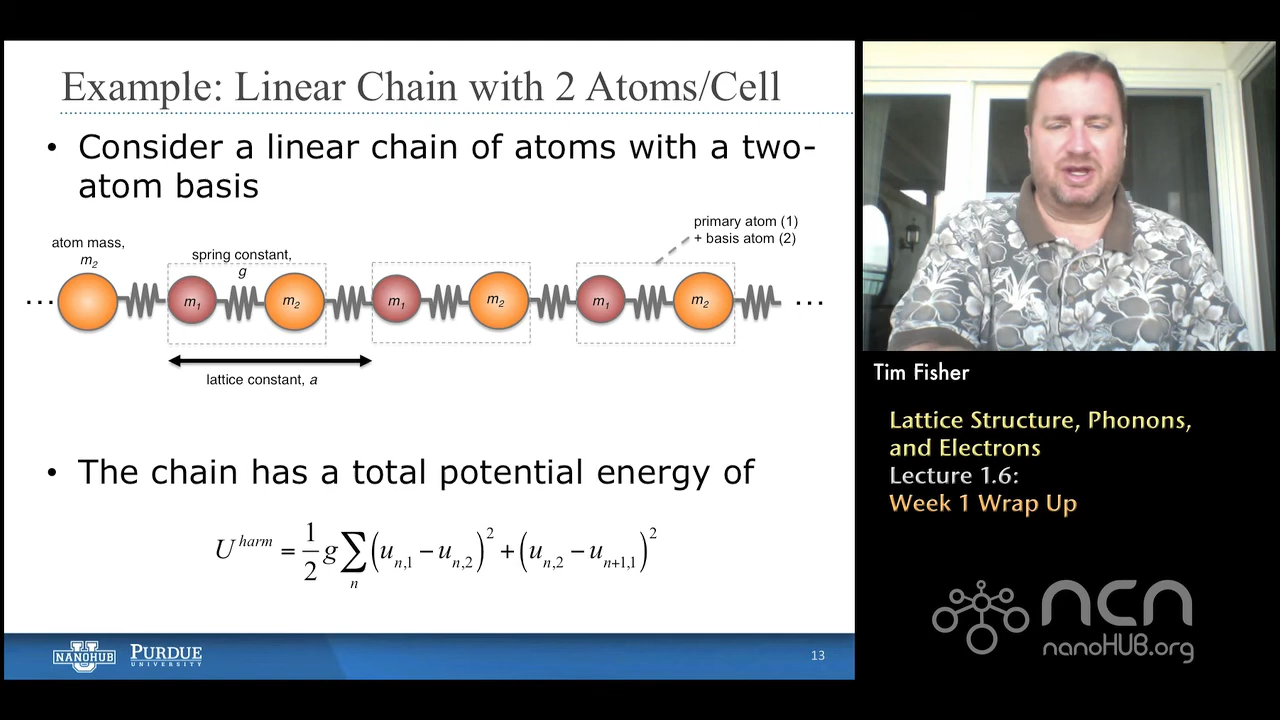 Example: Linear Chain with 2 Atoms/Cell
• Consider a linear chain of atoms with a two-
atom basis
primary atom (1)
+ basis atom (2)
atom mass,
m2
spring constant,
g
...
m1
m2
m1
m2
m1
m2
...
lattice constant, a
• The chain has a total potential energy of
U^harm = 1/2 g ∑_n (u_n,1 − u_n,2)^2 + (u_n,2 − u_n+1,1)^2
NANOHUB U
PURDUE
UNIVERSITY
13
Tim Fisher
Lattice Structure, Phonons,
and Electrons
Lecture 1.6:
Week 1 Wrap Up
ncn
nanoHUB.org